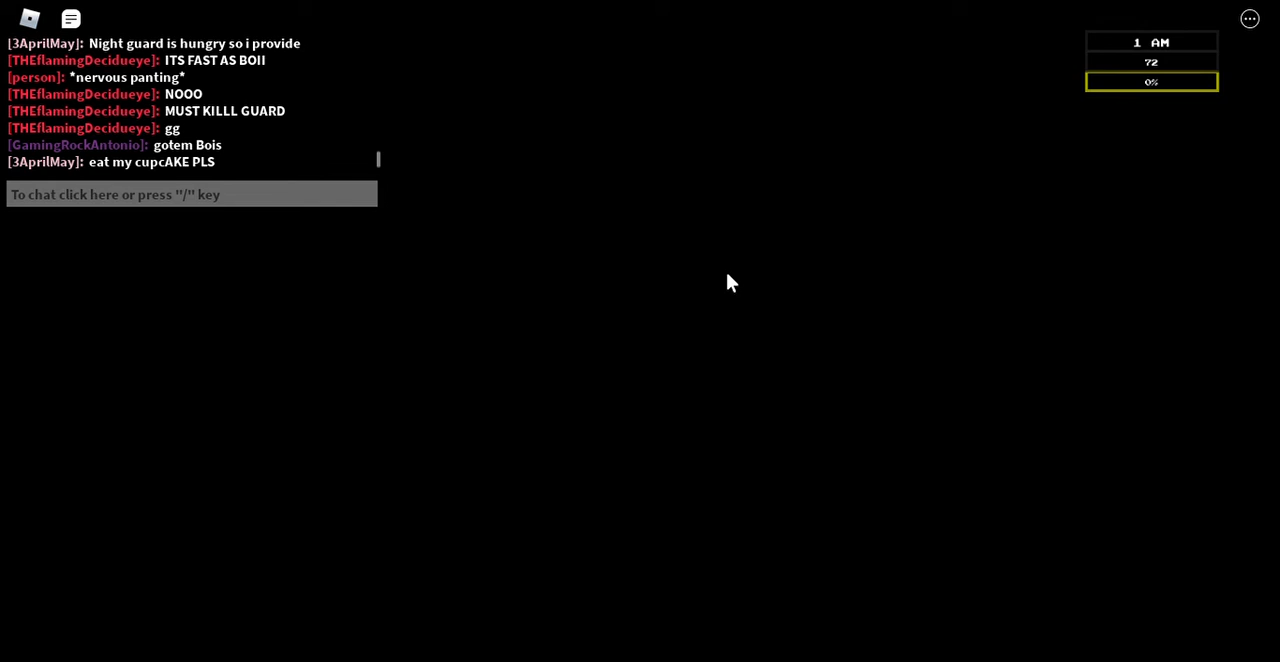 [3AprilMay]: Night guard is hungry so i provide
[THEflamingDecidueye]: ITS FAST AS BOII
[person]: *nervous panting*
[THEflamingDecidueye]: NOOO
[THEflamingDecidueye]: MUST KILLL GUARD
[THEflamingDecidueye]: gg
[GamingRockAntonio]: gotem Bois
[3AprilMay]: eat my cupcAKE PLS
To chat click here or press "/" key
1 AM
72
0%